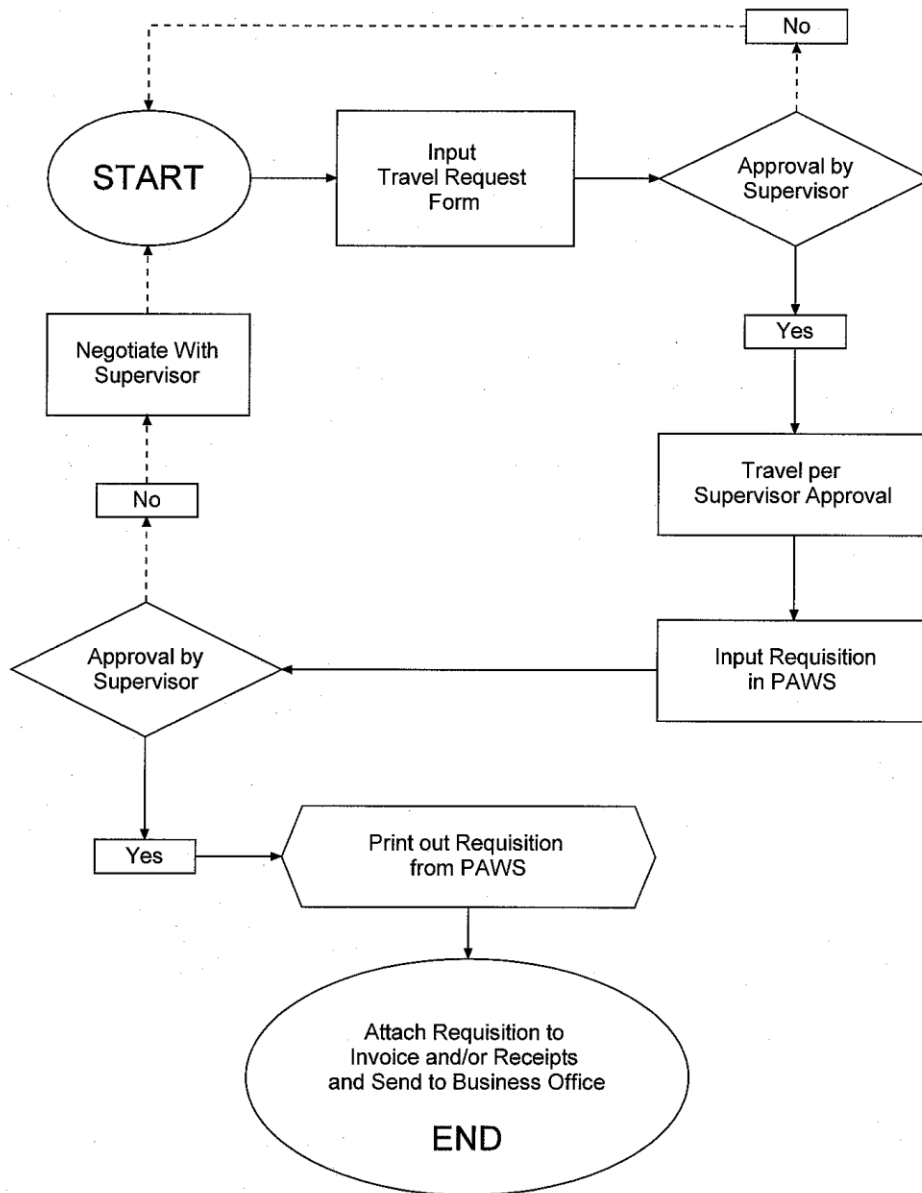 No
START
Input
Travel Request
Form
Approval by
Supervisor
Yes
Negotiate With
Supervisor
No
Travel per
Supervisor Approval
Approval by
Supervisor
Input Requisition
in PAWS
Yes
Print out Requisition
from PAWS
Attach Requisition to
Invoice and/or Receipts
and Send to Business Office
END